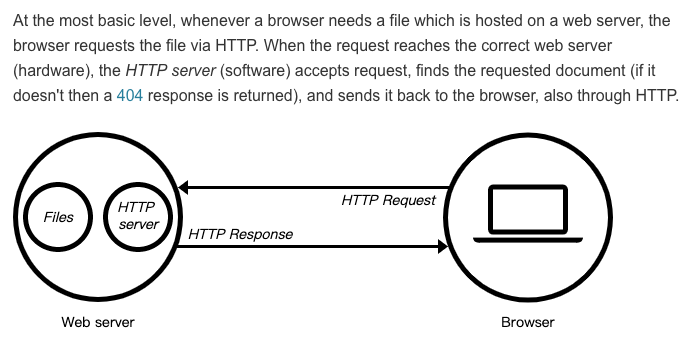 At the most basic level, whenever a browser needs a file which is hosted on a web server, the
browser requests the file via HTTP. When the request reaches the correct web server
(hardware), the HTTP server (software) accepts request, finds the requested document (if it
doesn't then a 404 response is returned), and sends it back to the browser, also through HTTP.
HTTP Request
Files
HTTP
server
HTTP Response
Web server
Browser